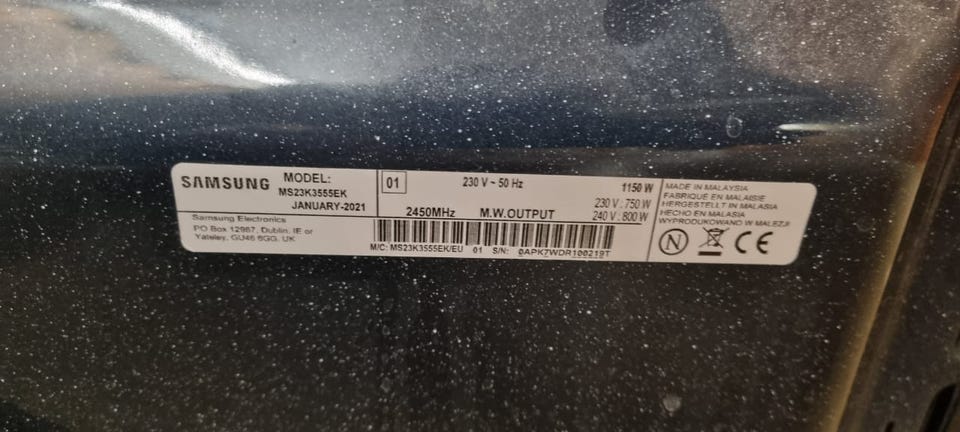 SAMSUNG
MODEL:
MS23K3555EK
JANUARY-2021
Samsung Electronics
PO Box 12987, Dublin. IE or
Yateley, GU46 6GG. UK
01
230 V ~ 50 Hz
1150 W
230 V . 750 W
2450MHz M.W.OUTPUT 240 V . 800 W
M/C: MS23K3555EK/EU 01 S/N: 0APK7WDR100219T
MADE IN MALAYSIA
FABRIQUE EN MALAISIE
HERGESTELLT IN MALASIA
HECHO EN MALASIA
WYPRODUKOWANO W MALEZJI
N CE